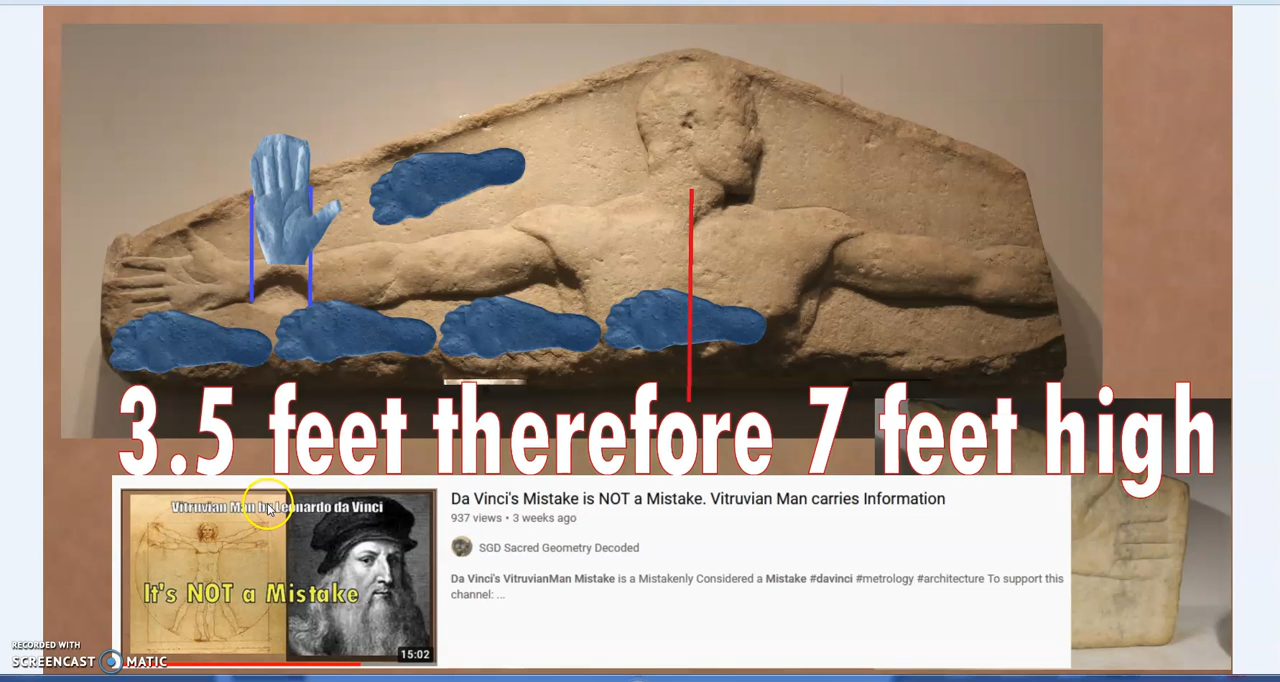 3.5 feet therefore 7 feet high
Vitruvian Man by Leonardo da Vinci
It's NOT a Mistake
15:02
Da Vinci's Mistake is NOT a Mistake. Vitruvian Man carries Information
937 views • 3 weeks ago
SGD Sacred Geometry Decoded
Da Vinci's VitruvianMan Mistake is a Mistakenly Considered a Mistake #davinci #metrology #architecture To support this
channel: ...
RECORDED WITH
SCREENCAST MATIC